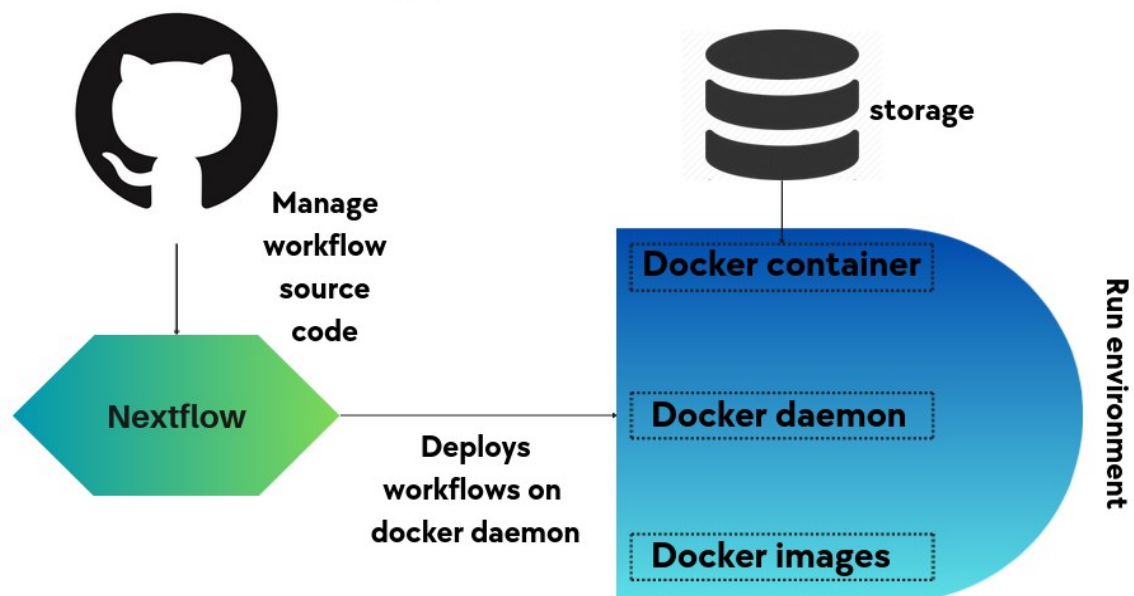 storage
Manage
workflow
source
code
Docker container
Run environment
Nextflow
Docker daemon
Deploys
workflows on
docker daemon
Docker images